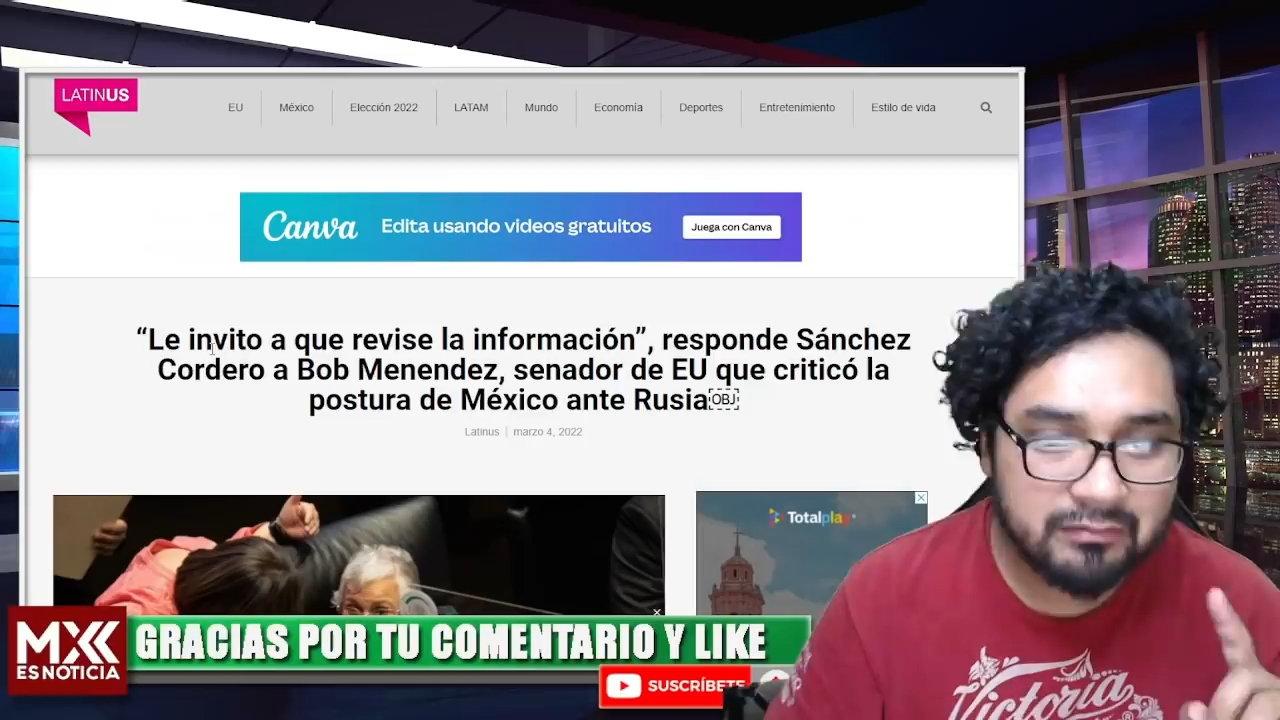 LATINUS
EU México Elección 2022 LATAM Mundo Economía Deportes Entretenimiento Estilo de vida
Canva Edita usando videos gratuitos Juega con Canva
“Le invito a que revise la información”, responde Sánchez
Cordero a Bob Menendez, senador de EU que criticó la
postura de México ante Rusia￼
Latinus | marzo 4, 2022
Totalplay
MX
ES NOTICIA
GRACIAS POR TU COMENTARIO Y LIKE
SUSCRÍBETE
Victoria